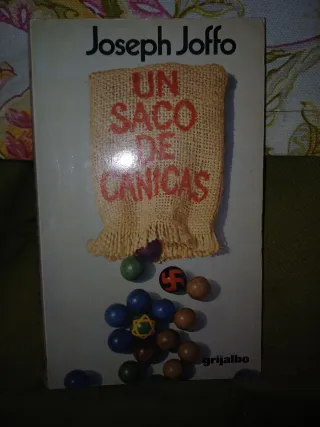 Joseph Joffo
UN
SACO
DE
CANICAS
grijalbo